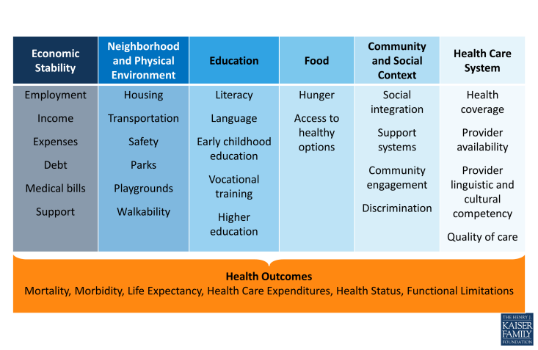 Economic
Stability
Neighborhood
and Physical
Environment
Education
Food
Community
and Social
Context
Health Care
System
Employment
Income
Expenses
Debt
Medical bills
Support
Housing
Transportation
Safety
Parks
Playgrounds
Walkability
Literacy
Language
Early childhood
education
Vocational
training
Higher
education
Hunger
Access to
healthy
options
Social
integration
Support
systems
Community
engagement
Discrimination
Health
coverage
Provider
availability
Provider
linguistic and
cultural
competency
Quality of care
Health Outcomes
Mortality, Morbidity, Life Expectancy, Health Care Expenditures, Health Status, Functional Limitations
THE HENRY J.
KAISER
FAMILY
FOUNDATION